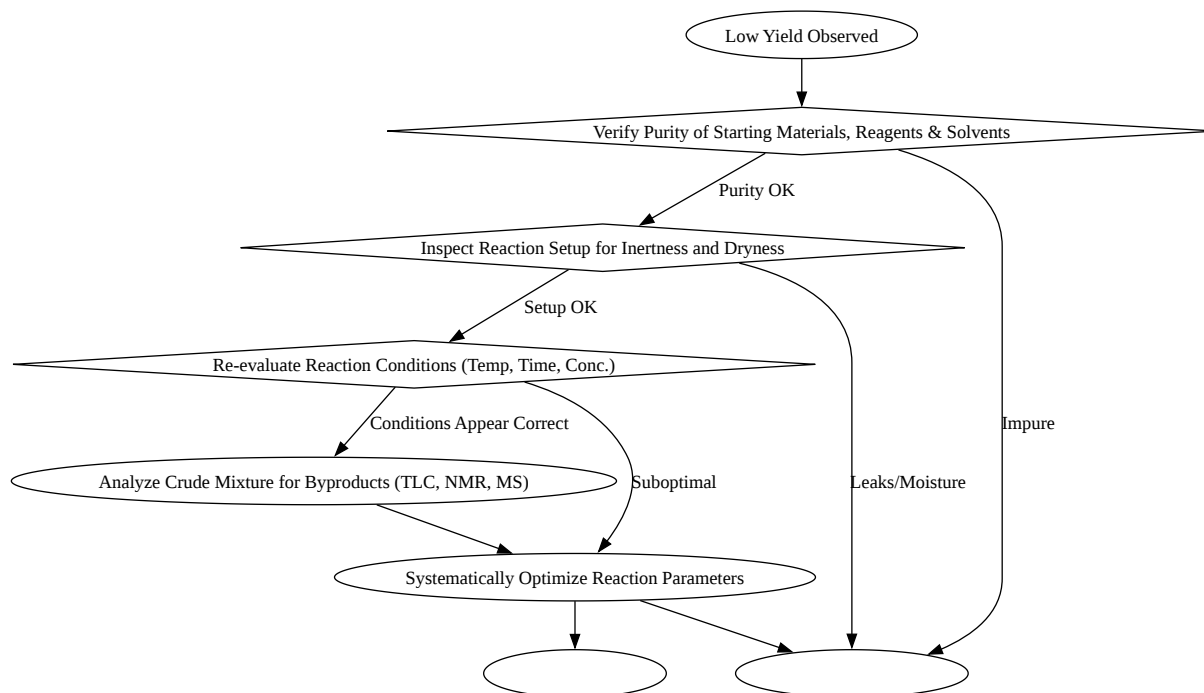 Low Yield Observed
Verify Purity of Starting Materials, Reagents & Solvents
Purity OK
Inspect Reaction Setup for Inertness and Dryness
Setup OK
Re-evaluate Reaction Conditions (Temp, Time, Conc.)
Conditions Appear Correct
Impure
Analyze Crude Mixture for Byproducts (TLC, NMR, MS)
Suboptimal
Leaks/Moisture
Systematically Optimize Reaction Parameters